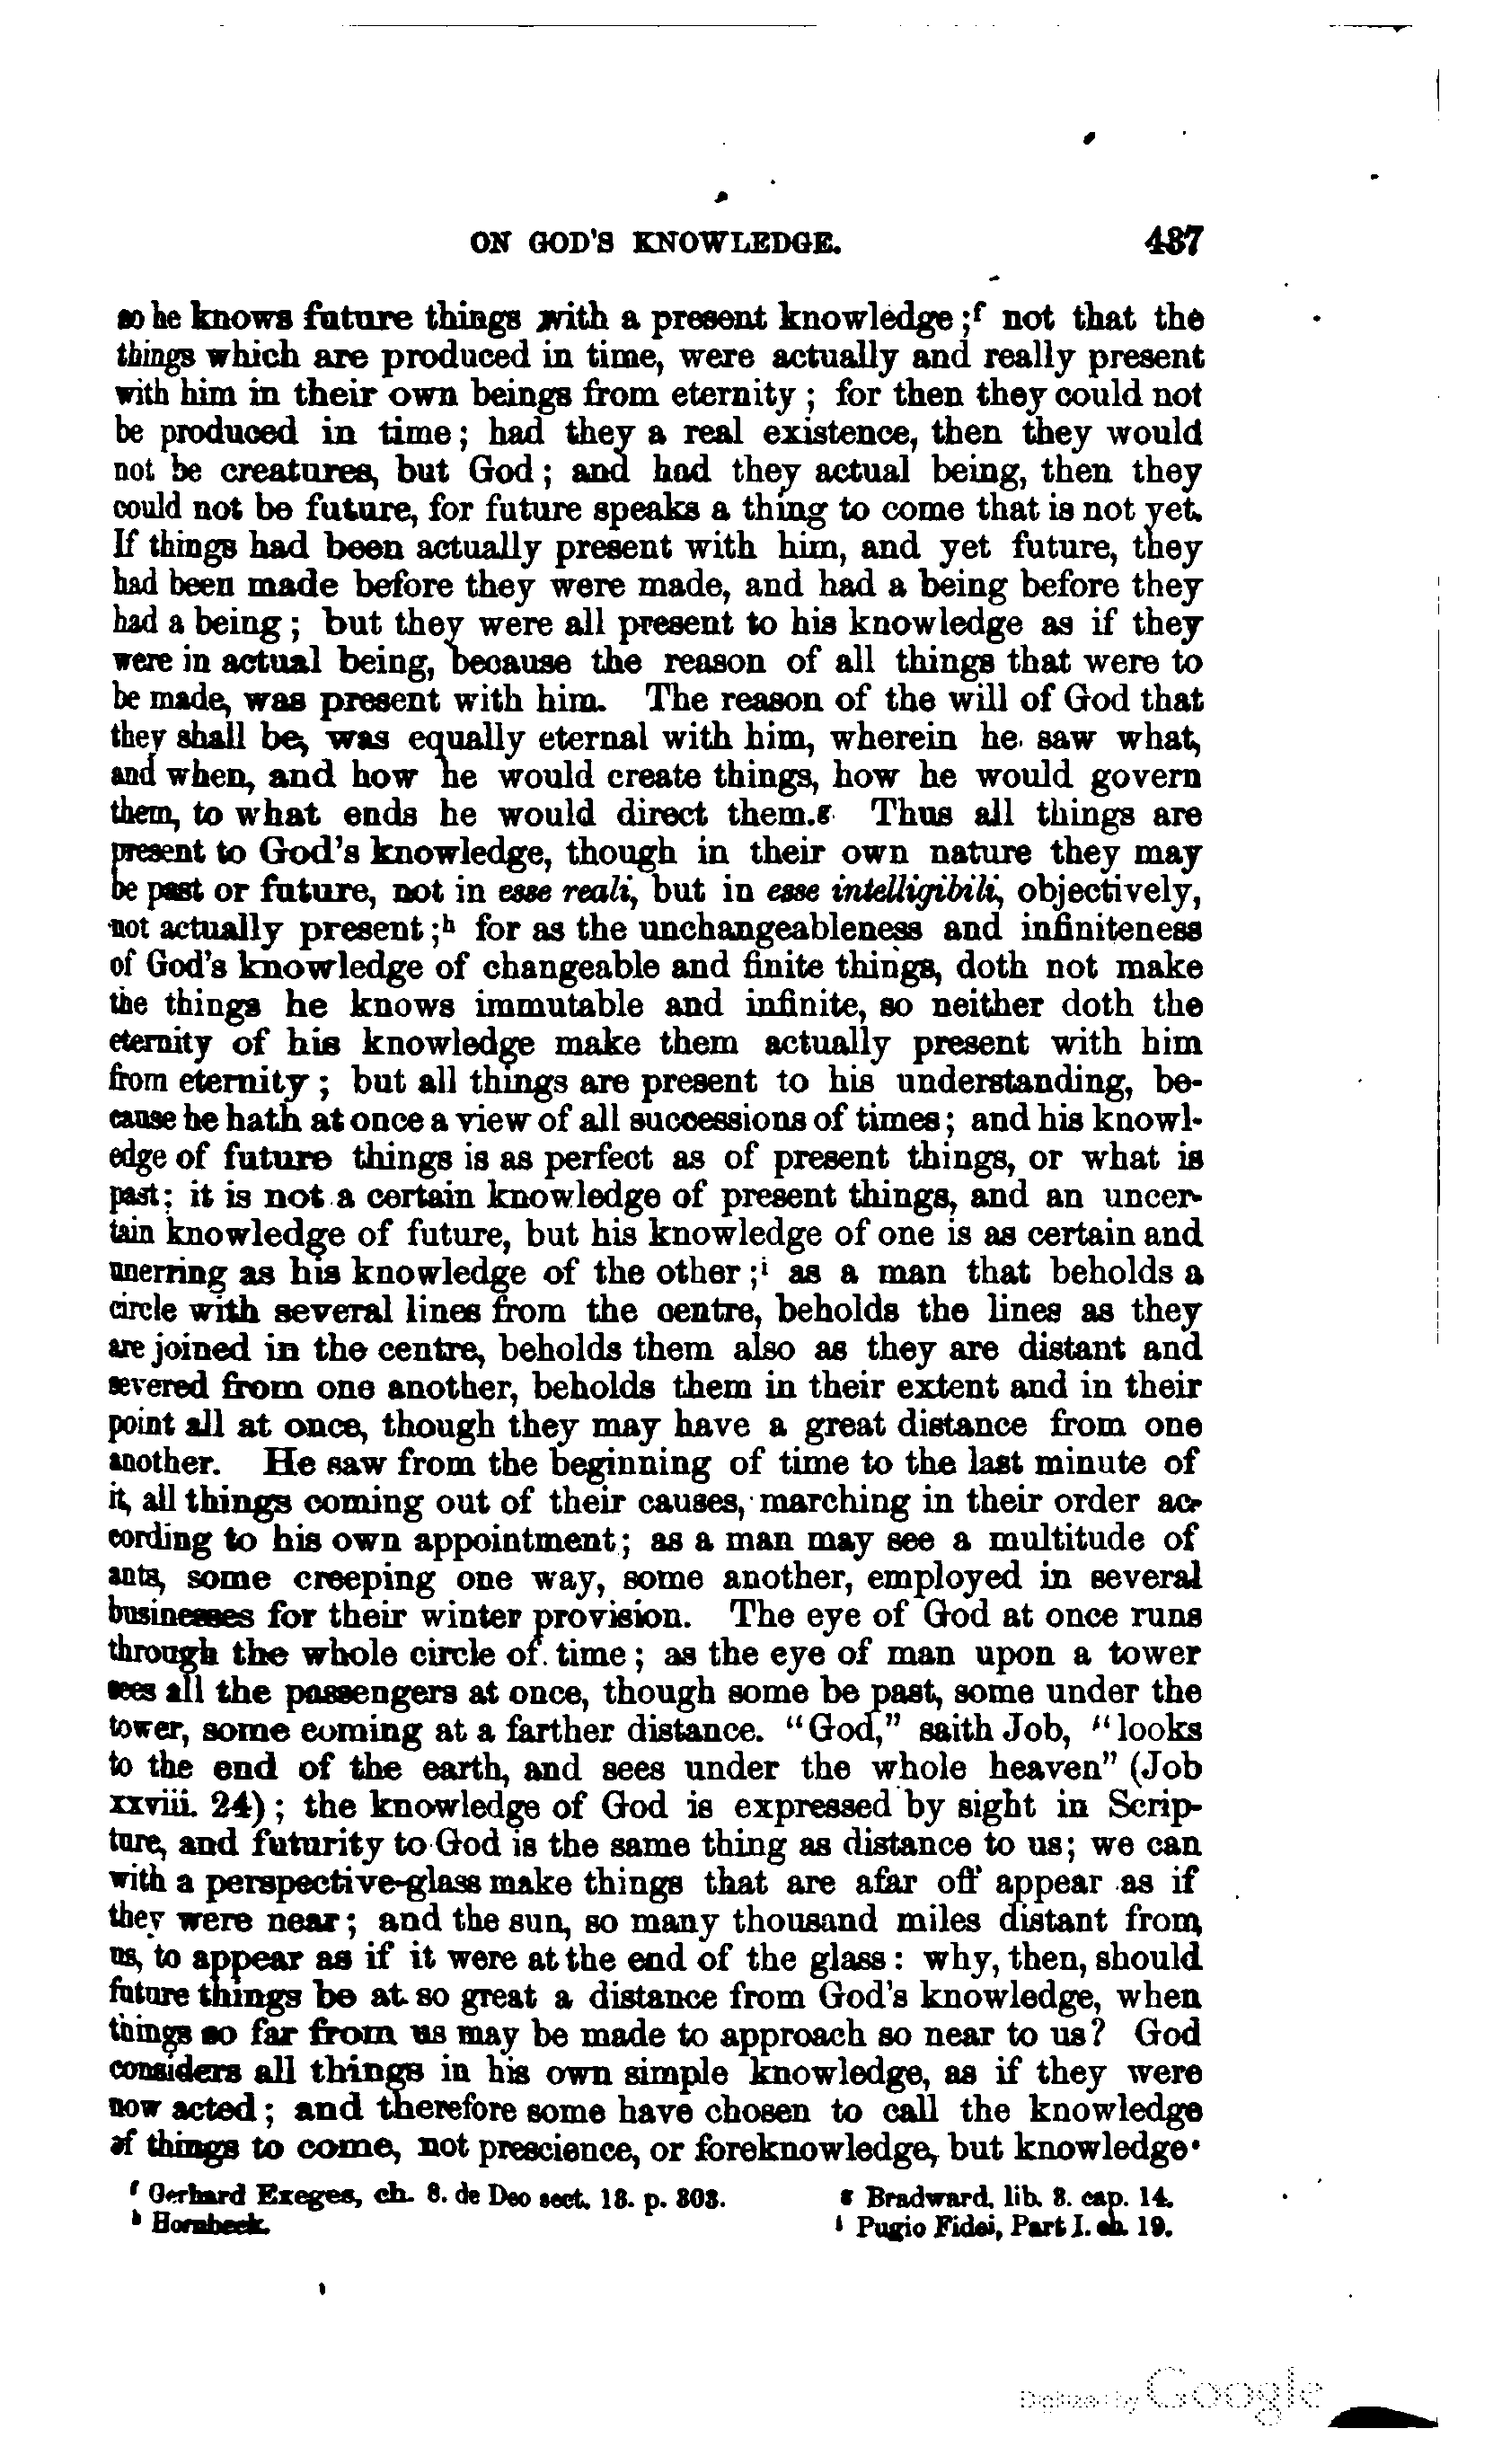 ON GOD'S KNOWLEDGE. 437
so he knows future things with a present knowledge;f not that the
things which are produced in time, were actually and really present
with him in their own beings from eternity; for then they could not
be produced in time; had they a real existence, then they would
not be creatures, but God; and had they actual being, then they
could not be future, for future speaks a thing to come that is not yet.
If things had been actually present with him, and yet future, they
had been made before they were made, and had a being before they
had a being; but they were all present to his knowledge as if they
were in actual being, because the reason of all things that were to
be made, was present with him. The reason of the will of God that
they shall be, was equally eternal with him, wherein he saw what,
and when, and how he would create things, how he would govern
them, to what ends he would direct them.g Thus all things are
present to God's knowledge, though in their own nature they may
be past or future, not in esse reali, but in esse intelligibili, objectively,
not actually present;h for as the unchangeableness and infiniteness
of God's knowledge of changeable and finite things, doth not make
the things he knows immutable and infinite, so neither doth the
eternity of his knowledge make them actually present with him
from eternity; but all things are present to his understanding, be-
cause he hath at once a view of all successions of times; and his knowl-
edge of future things is as perfect as of present things, or what is
past; it is not a certain knowledge of present things, and an uncer-
tain knowledge of future, but his knowledge of one is as certain and
unerring as his knowledge of the other;i as a man that beholds a
circle with several lines from the centre, beholds the lines as they
are joined in the centre, beholds them also as they are distant and
severed from one another, beholds them in their extent and in their
point all at once, though they may have a great distance from one
another. He saw from the beginning of time to the last minute of
it, all things coming out of their causes, marching in their order ac-
cording to his own appointment; as a man may see a multitude of
ants, some creeping one way, some another, employed in several
businesses for their winter provision. The eye of God at once runs
through the whole circle of time; as the eye of man upon a tower
sees all the passengers at once, though some be past, some under the
tower, some coming at a farther distance. "God," saith Job, "looks
to the end of the earth, and sees under the whole heaven" (Job
xxviii. 24); the knowledge of God is expressed by sight in Scrip-
ture, and futurity to God is the same thing as distance to us; we can
with a perspective-glass make things that are afar off appear as if
they were near; and the sun, so many thousand miles distant from
us, to appear as if it were at the end of the glass: why, then, should
future things be at so great a distance from God's knowledge, when
things so far from us may be made to approach so near to us? God
considers all things in his own simple knowledge, as if they were
now acted; and therefore some have chosen to call the knowledge
of things to come, not prescience, or foreknowledge, but knowledge·
f Gerhard Exeges, ch. 8. de Deo sect. 18. p. 303. g Bradward. lib. 3. cap. 14.
h Hornbeek. i Pugio Fidei, Part I. ch. 19.
Digitized by Google